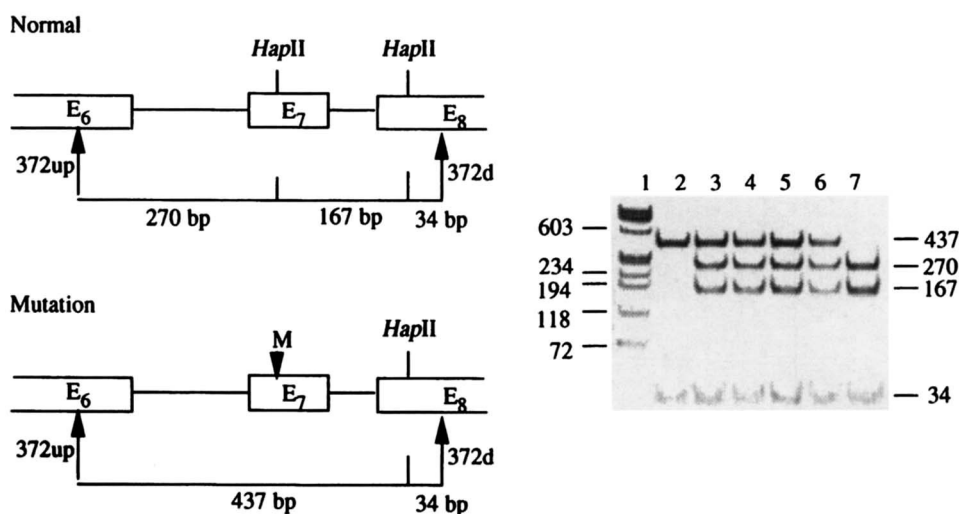 Normal
HapII HapII
E6 E7 E8
372up 372d
270 bp 167 bp 34 bp
Mutation
M HapII
E6 E7 E8
372up 372d
437 bp 34 bp
1 2 3 4 5 6 7
603
234
194
118
72
437
270
167
34